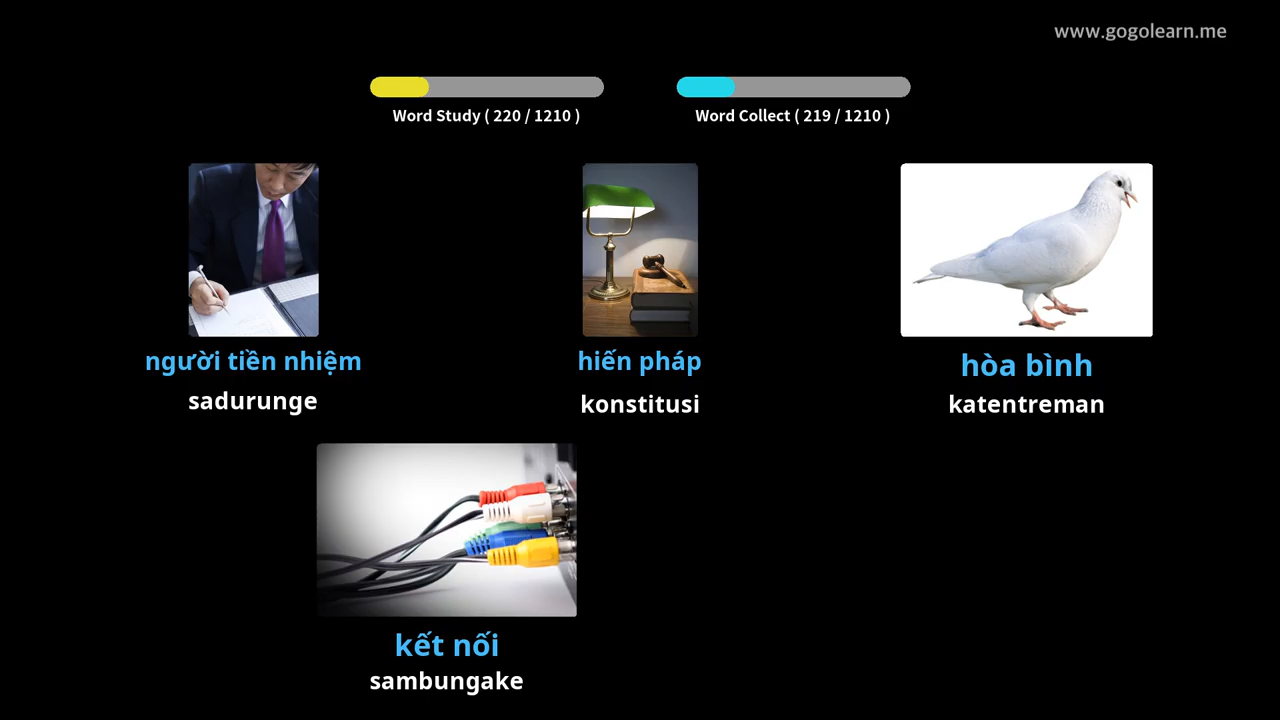 www.gogolearn.me
Word Study ( 220 / 1210 )
Word Collect ( 219 / 1210 )
người tiền nhiệm
sadurunge
hiến pháp
konstitusi
hòa bình
katentreman
kết nối
sambungake